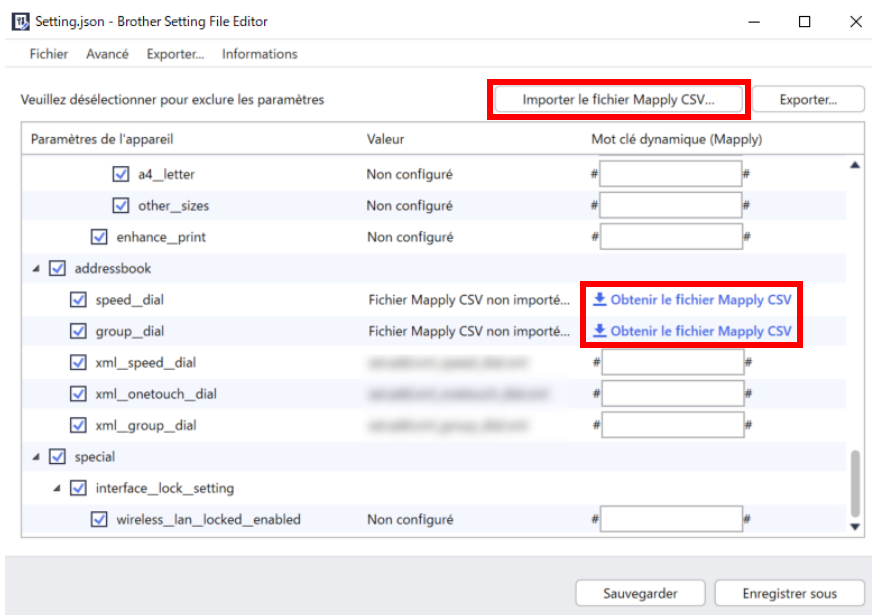 Setting.json - Brother Setting File Editor
Fichier Avancé Exporter... Informations
Veuillez désélectionner pour exclure les paramètres Importer le fichier Mapply CSV... Exporter...
Paramètres de l'appareil Valeur Mot clé dynamique (Mapply)
a4__letter Non configuré # #
other__sizes Non configuré # #
enhance__print Non configuré # #
addressbook
speed__dial Fichier Mapply CSV non importé... Obtenir le fichier Mapply CSV
group__dial Fichier Mapply CSV non importé... Obtenir le fichier Mapply CSV
xml__speed__dial # #
xml__onetouch__dial # #
xml__group__dial # #
special
interface__lock__setting
wireless__lan__locked__enabled Non configuré # #
Sauvegarder Enregistrer sous